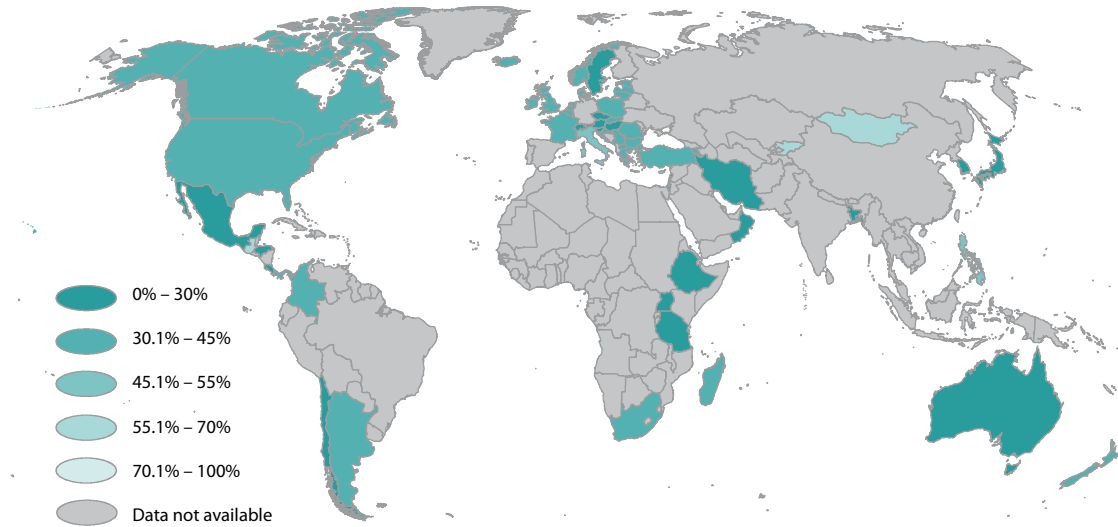 0% – 30%
30.1% – 45%
45.1% – 55%
55.1% – 70%
70.1% – 100%
Data not available